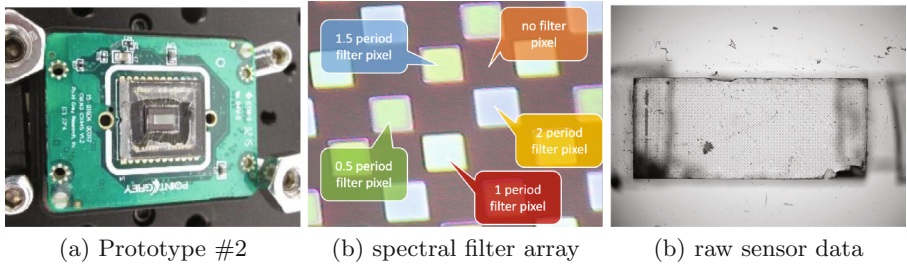 POINT GREY
1.5 period
filter pixel
no filter
pixel
0.5 period
filter pixel
2 period
filter pixel
1 period
filter pixel
(a) Prototype #2
(b) spectral filter array
(b) raw sensor data